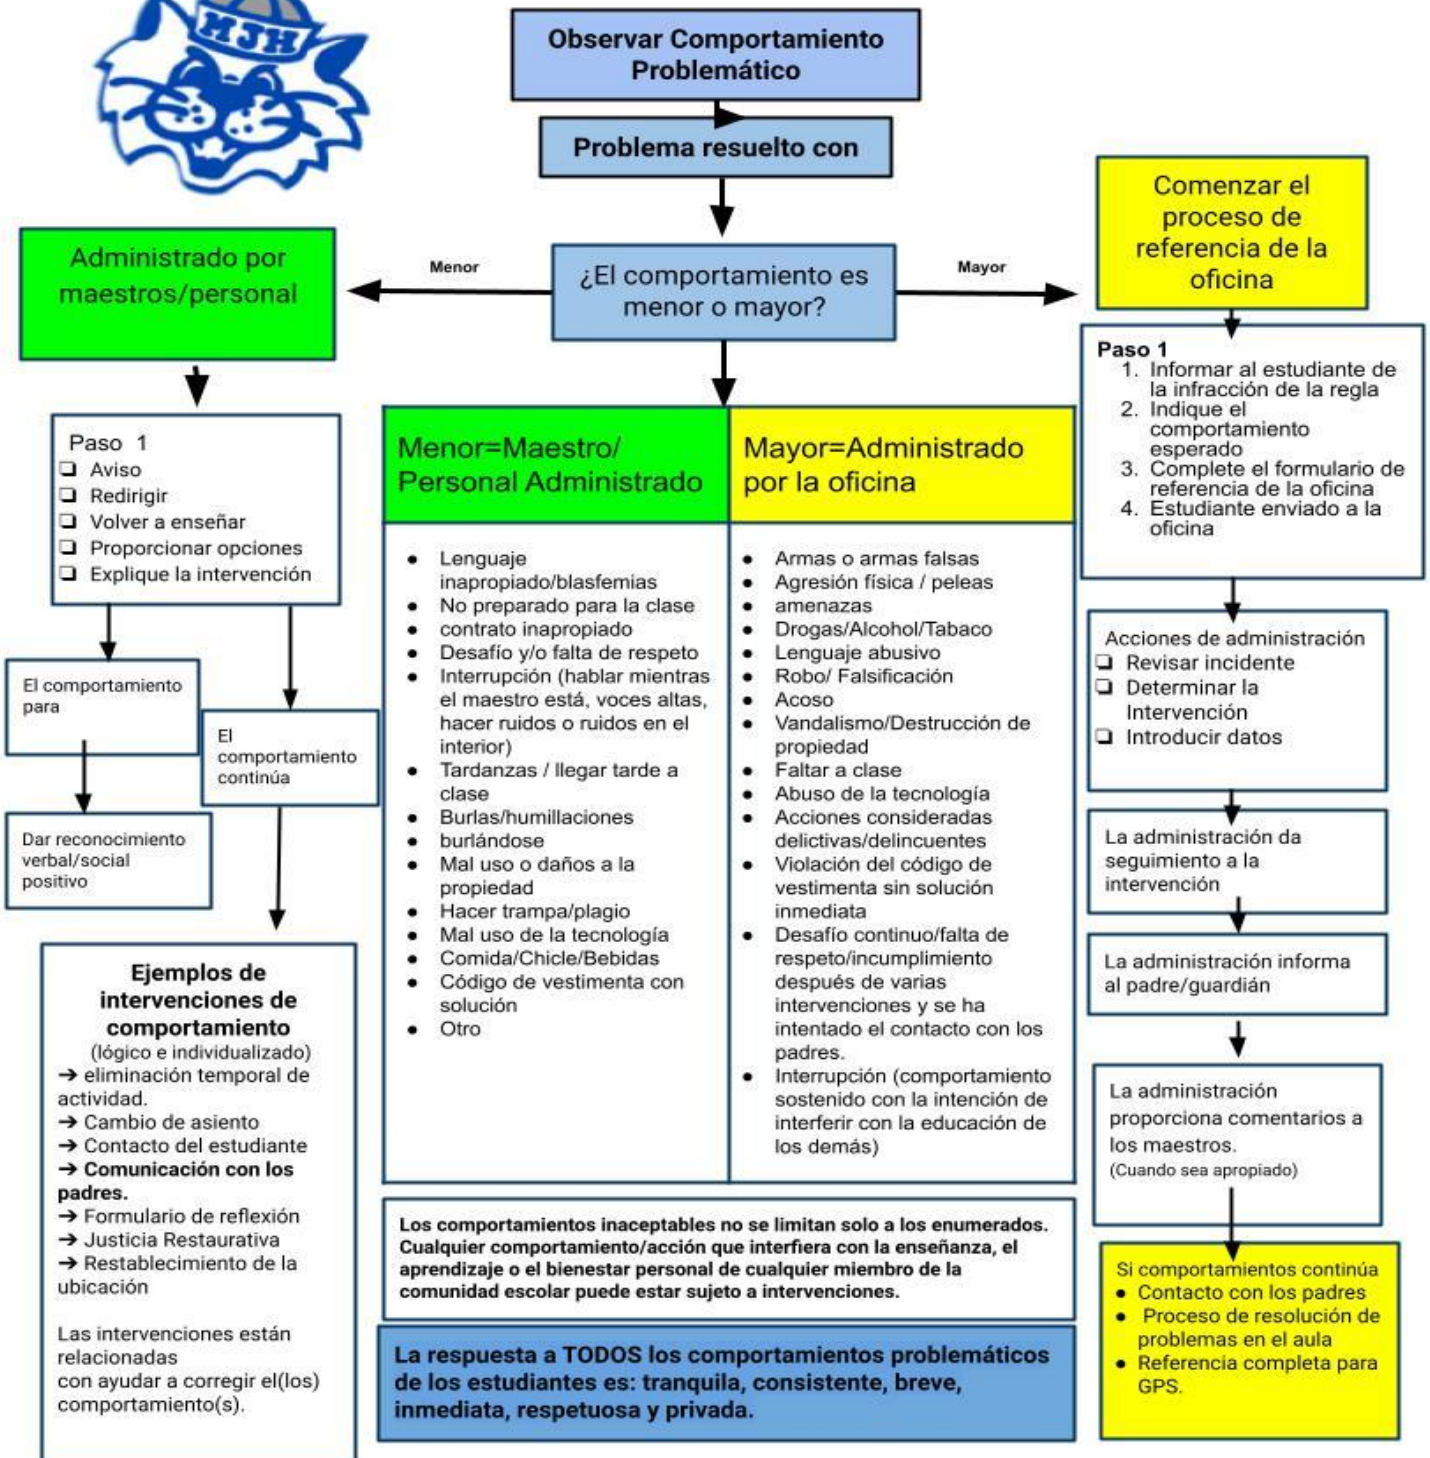 MJH
Observar Comportamiento
Problemático
Problema resuelto con
¿El comportamiento es
menor o mayor?
Menor
Mayor
Administrado por
maestros/personal
Paso 1
❏ Aviso
❏ Redirigir
❏ Volver a enseñar
❏ Proporcionar opciones
❏ Explique la intervención
El comportamiento
para
El
comportamiento
continúa
Dar reconocimiento
verbal/social
positivo
Ejemplos de
intervenciones de
comportamiento
(lógico e individualizado)
➔ eliminación temporal de
actividad.
➔ Cambio de asiento
➔ Contacto del estudiante
➔ Comunicación con los
padres.
➔ Formulario de reflexión
➔ Justicia Restaurativa
➔ Restablecimiento de la
ubicación
Las intervenciones están
relacionadas
con ayudar a corregir el(los)
comportamiento(s).
Menor=Maestro/
Personal Administrado
● Lenguaje
inapropiado/blasfemias
● No preparado para la clase
● contrato inapropiado
● Desafío y/o falta de respeto
● Interrupción (hablar mientras
el maestro está, voces altas,
hacer ruidos o ruidos en el
interior)
● Tardanzas / llegar tarde a
clase
● Burlas/humillaciones
● burlándose
● Mal uso o daños a la
propiedad
● Hacer trampa/plagio
● Mal uso de la tecnología
● Comida/Chicle/Bebidas
● Código de vestimenta con
solución
● Otro
Mayor=Administrado
por la oficina
● Armas o armas falsas
● Agresión física / peleas
● amenazas
● Drogas/Alcohol/Tabaco
● Lenguaje abusivo
● Robo/ Falsificación
● Acoso
● Vandalismo/Destrucción de
propiedad
● Faltar a clase
● Abuso de la tecnología
● Acciones consideradas
delictivas/delincuentes
● Violación del código de
vestimenta sin solución
inmediata
● Desafío continuo/falta de
respeto/incumplimiento
después de varias
intervenciones y se ha
intentado el contacto con los
padres.
● Interrupción (comportamiento
sostenido con la intención de
interferir con la educación de
los demás)
Los comportamientos inaceptables no se limitan solo a los enumerados.
Cualquier comportamiento/acción que interfiera con la enseñanza, el
aprendizaje o el bienestar personal de cualquier miembro de la
comunidad escolar puede estar sujeto a intervenciones.
La respuesta a TODOS los comportamientos problemáticos
de los estudiantes es: tranquila, consistente, breve,
inmediata, respetuosa y privada.
Comenzar el
proceso de
referencia de la
oficina
Paso 1
1. Informar al estudiante de
la infracción de la regla
2. Indique el
comportamiento
esperado
3. Complete el formulario de
referencia de la oficina
4. Estudiante enviado a la
oficina
Acciones de administración
❏ Revisar incidente
❏ Determinar la
Intervención
❏ Introducir datos
La administración da
seguimiento a la
intervención
La administración informa
al padre/guardián
La administración
proporciona comentarios a
los maestros.
(Cuando sea apropiado)
Si comportamientos continúa
● Contacto con los padres
● Proceso de resolución de
problemas en el aula
● Referencia completa para
GPS.